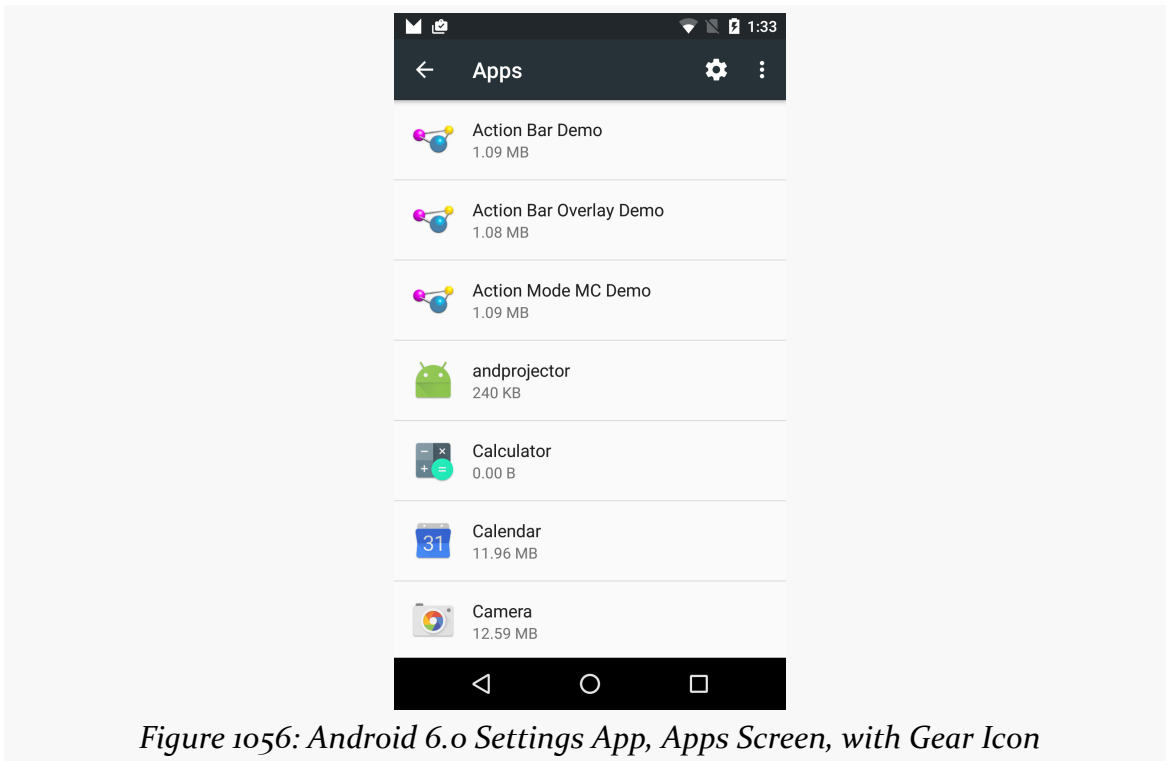 1:33
Apps
Action Bar Demo
1.09 MB
Action Bar Overlay Demo
1.08 MB
Action Mode MC Demo
1.09 MB
andprojector
240 KB
Calculator
0.00 B
31
Calendar
11.96 MB
Camera
12.59 MB
Figure 1056: Android 6.0 Settings App, Apps Screen, with Gear Icon